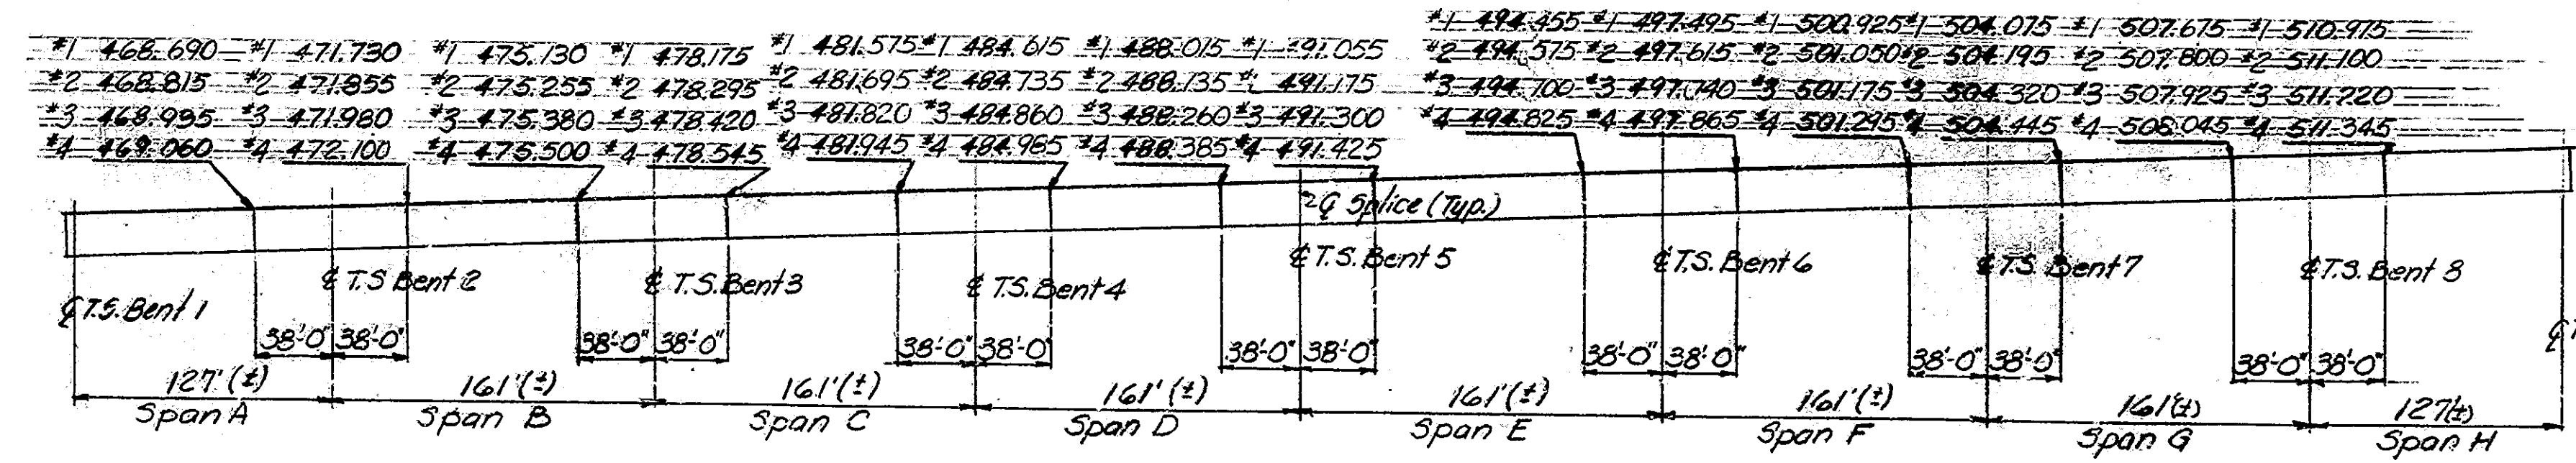 #1 494.455 #1 497.495 #1 500.925 #1 504.075 #1 507.675 #1 510.975
#1 468.690 #1 471.730 #1 475.130 #1 478.175 #1 481.575 #1 484.615 #1 488.015 #1 491.055
#2 494.575 #2 497.615 #2 501.050 #2 504.195 #2 507.800 #2 511.100
#2 468.815 #2 471.855 #2 475.255 #2 478.295 #2 481.695 #2 484.735 #2 488.135 491.175
#3 494.700 #3 497.740 #3 501.175 #3 504.320 #3 507.925 #3 511.220
#3 468.935 #3 471.980 #3 475.380 #3 478.420 #3 481.820 #3 484.860 #3 488.260 #3 491.300
#4 494.825 #4 497.865 #4 501.295 #4 504.445 #4 508.045 #4 511.345
#4 469.060 #4 472.100 #4 475.500 #4 478.545 #4 481.945 #4 484.985 #4 488.385 #4 491.425
℄ Splice (Typ.)
℄ T.S. Bent 1
℄ T.S. Bent 2
℄ T.S. Bent 3
℄ T.S. Bent 4
℄ T.S. Bent 5
℄ T.S. Bent 6
℄ T.S. Bent 7
℄ T.S. Bent 8
38'-0" 38'-0" 38'-0" 38'-0" 38'-0" 38'-0" 38'-0" 38'-0" 38'-0" 38'-0" 38'-0" 38'-0" 38'-0" 38'-0"
127' (±) 161' (±) 161' (±) 161' (±) 161' (±) 161' (±) 161' (±) 127' (±)
Span A Span B Span C Span D Span E Span F Span G Span H